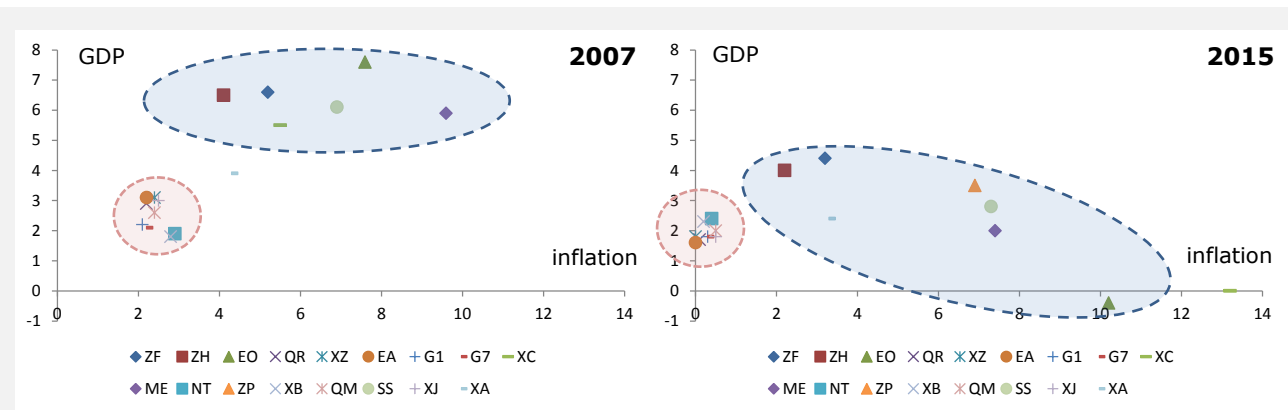 GDP
2007
8
7
6
5
4
3
2
1
0
-1
0 2 4 6 8 10 12 14
inflation
ZF ZH EO QR XZ EA G1 G7 XC
ME NT ZP XB QM SS XJ XA
GDP
2015
8
7
6
5
4
3
2
1
0
-1
0 2 4 6 8 10 12 14
inflation
ZF ZH EO QR XZ EA G1 G7 XC
ME NT ZP XB QM SS XJ XA